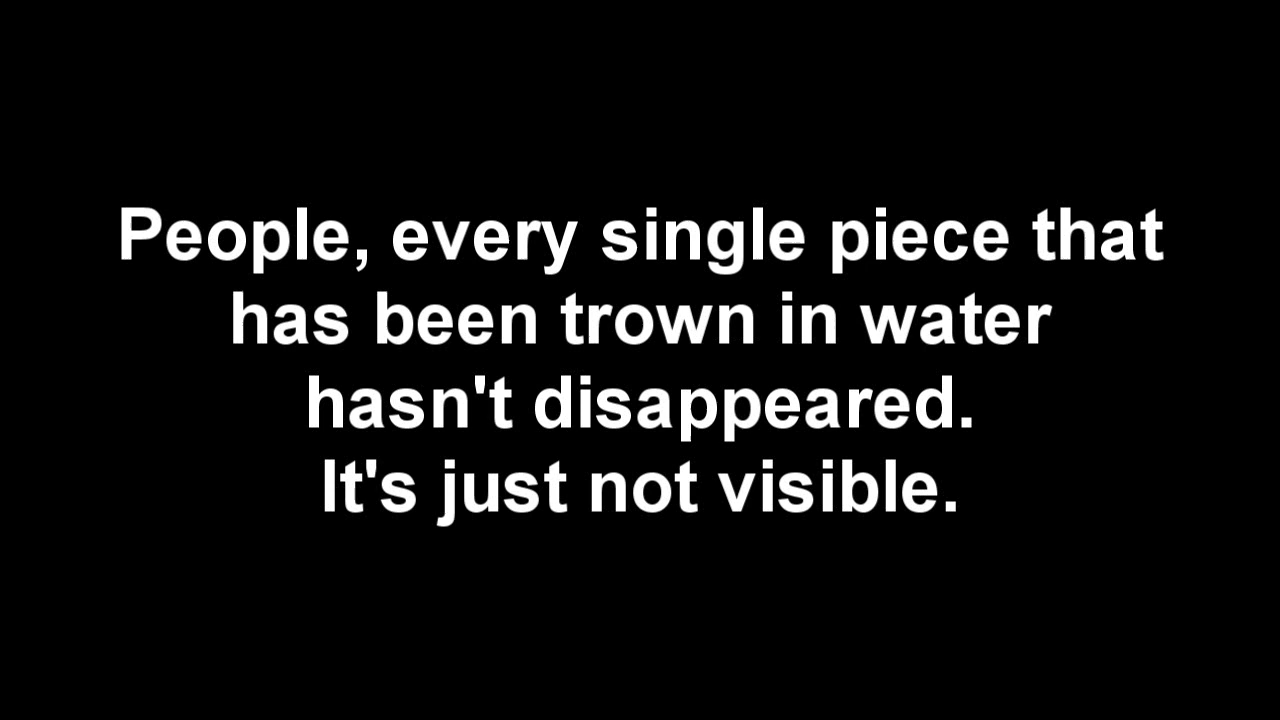 People, every single piece that
has been trown in water
hasn't disappeared.
It's just not visible.